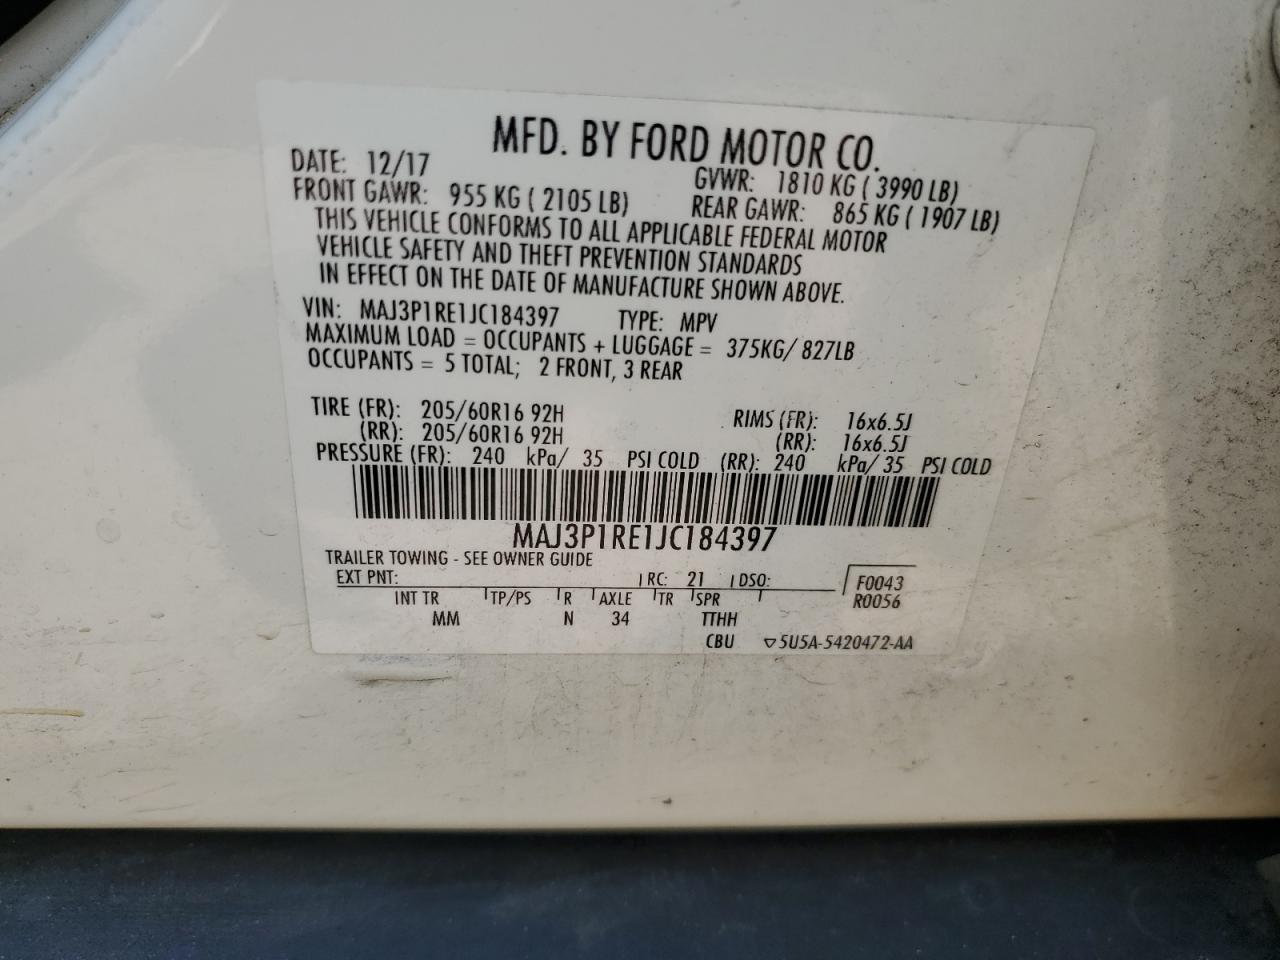 MFD. BY FORD MOTOR CO.
DATE: 12/17 GVWR: 1810 KG ( 3990 LB)
FRONT GAWR: 955 KG ( 2105 LB) REAR GAWR: 865 KG ( 1907 LB)
THIS VEHICLE CONFORMS TO ALL APPLICABLE FEDERAL MOTOR
VEHICLE SAFETY AND THEFT PREVENTION STANDARDS
IN EFFECT ON THE DATE OF MANUFACTURE SHOWN ABOVE.
VIN: MAJ3P1RE1JC184397 TYPE: MPV
MAXIMUM LOAD = OCCUPANTS + LUGGAGE = 375KG/ 827LB
OCCUPANTS = 5 TOTAL; 2 FRONT, 3 REAR
TIRE (FR): 205/60R16 92H RIMS (FR): 16x6.5J
(RR): 205/60R16 92H (RR): 16x6.5J
PRESSURE (FR): 240 kPa/ 35 PSI COLD (RR): 240 kPa/ 35 PSI COLD
MAJ3P1RE1JC184397
TRAILER TOWING - SEE OWNER GUIDE
EXT PNT: RC: 21 DSO: F0043
INT TR TP/PS R AXLE TR SPR R0056
MM N 34 TTHH
CBU ▽5U5A-5420472-AA